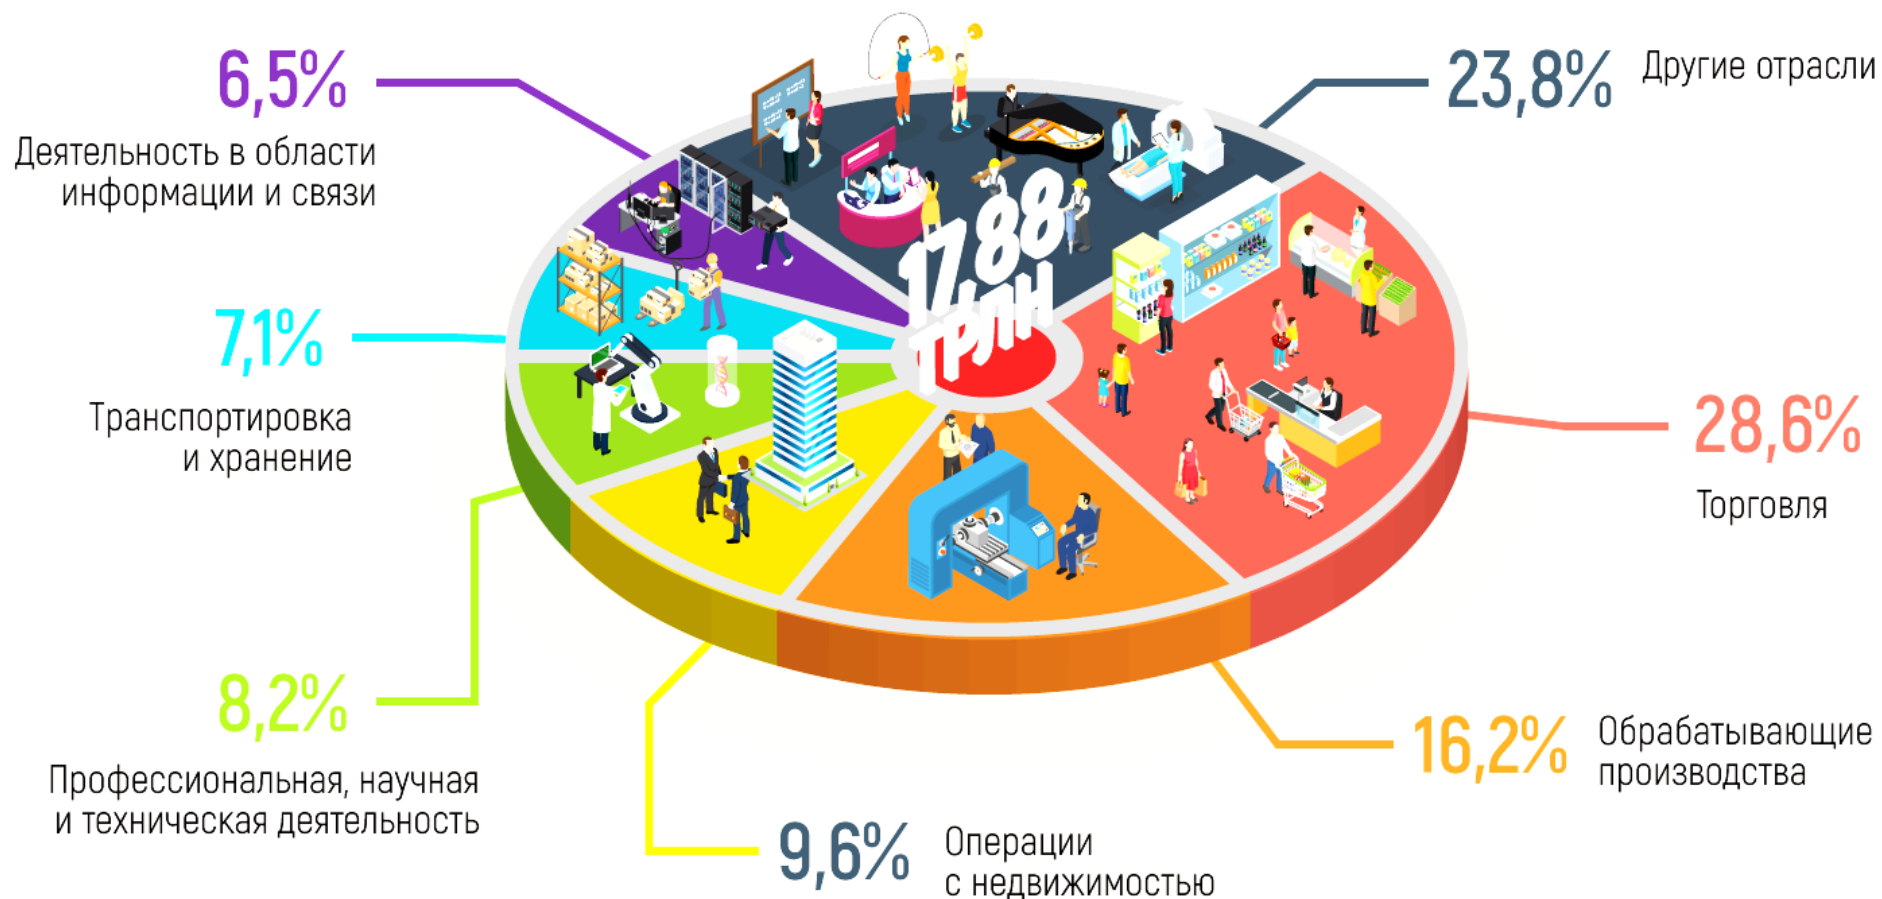 6,5%
Деятельность в области
информации и связи
23,8%
Другие отрасли
17,88
ТРЛН
7,1%
Транспортировка
и хранение
28,6%
Торговля
8,2%
Профессиональная, научная
и техническая деятельность
16,2%
Обрабатывающие
производства
9,6%
Операции
с недвижимостью